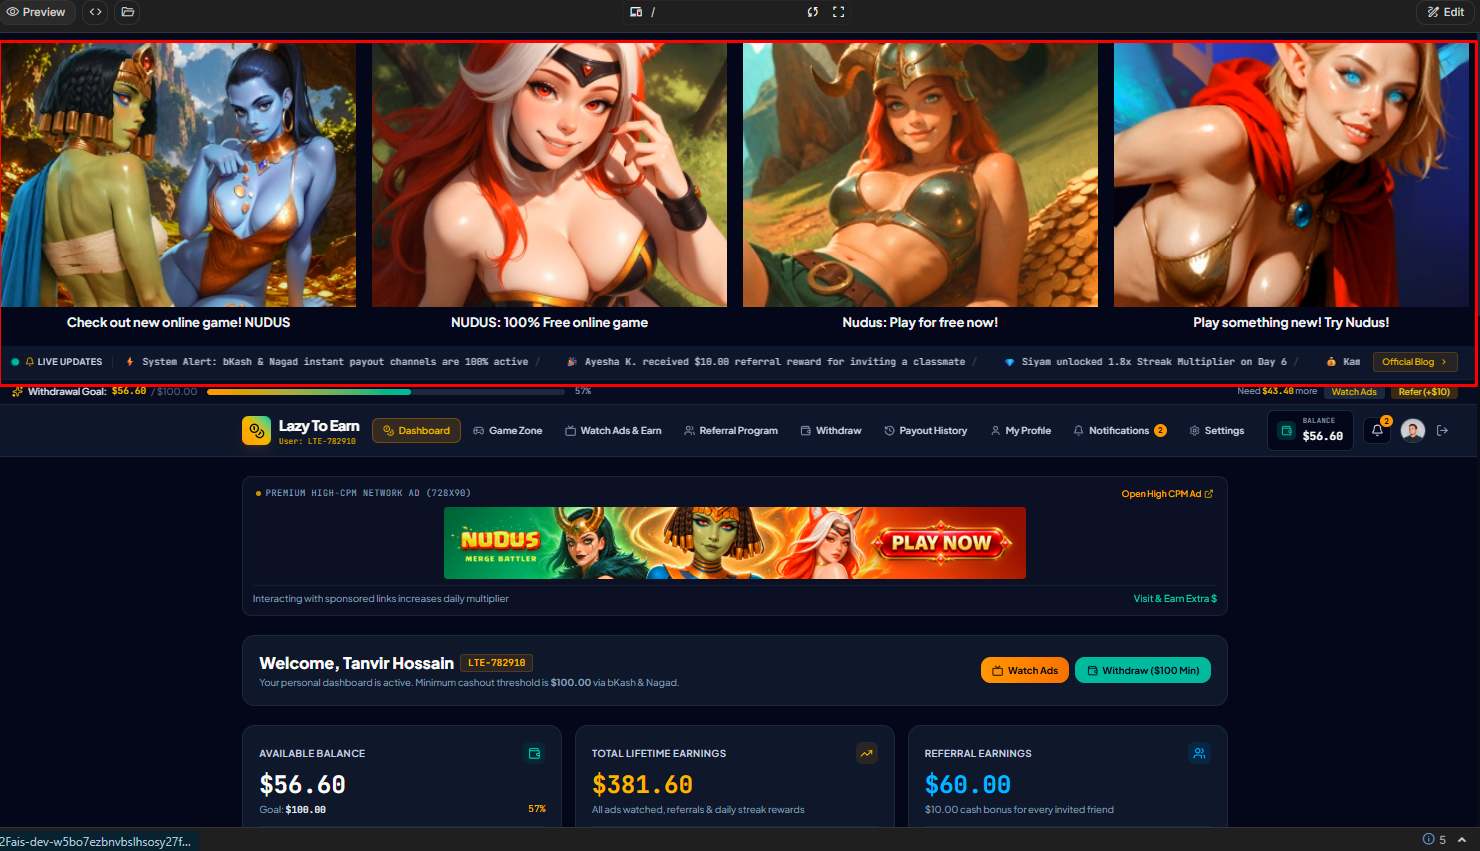 Preview
/
Edit
Check out new online game! NUDUS
NUDUS: 100% Free online game
Nudus: Play for free now!
Play something new! Try Nudus!
LIVE UPDATES
System Alert: bKash & Nagad instant payout channels are 100% active /
Ayesha K. received $10.00 referral reward for inviting a classmate /
Siyam unlocked 1.8x Streak Multiplier on Day 6 /
Kam
Official Blog >
Withdrawal Goal: $56.60 / $100.00
57%
Need $43.40 more
Watch Ads
Refer (+$10)
Lazy To Earn
User: LTE-782910
Dashboard
Game Zone
Watch Ads & Earn
Referral Program
Withdraw
Payout History
My Profile
Notifications 2
Settings
BALANCE
$56.60
2
PREMIUM HIGH-CPM NETWORK AD (728X90)
Open High CPM Ad
NUDUS
MERGE BATTLER
PLAY NOW
Interacting with sponsored links increases daily multiplier
Visit & Earn Extra $
Welcome, Tanvir Hossain LTE-782910
Your personal dashboard is active. Minimum cashout threshold is $100.00 via bKash & Nagad.
Watch Ads
Withdraw ($100 Min)
AVAILABLE BALANCE
$56.60
Goal: $100.00
57%
TOTAL LIFETIME EARNINGS
$381.60
All ads watched, referrals & daily streak rewards
REFERRAL EARNINGS
$60.00
$10.00 cash bonus for every invited friend
2Fais-dev-w5bo7ezbnvbslhsosy27f...
5